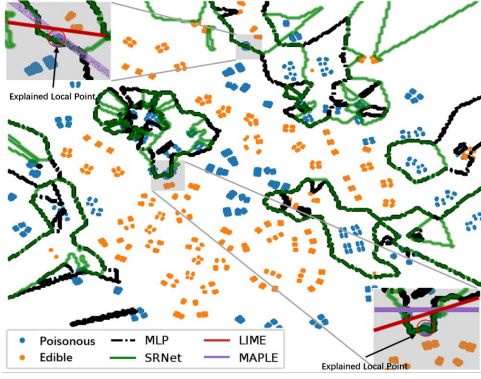 Explained Local Point
Poisonous
Edible
MLP
SRNet
LIME
MAPLE
Explained Local Point